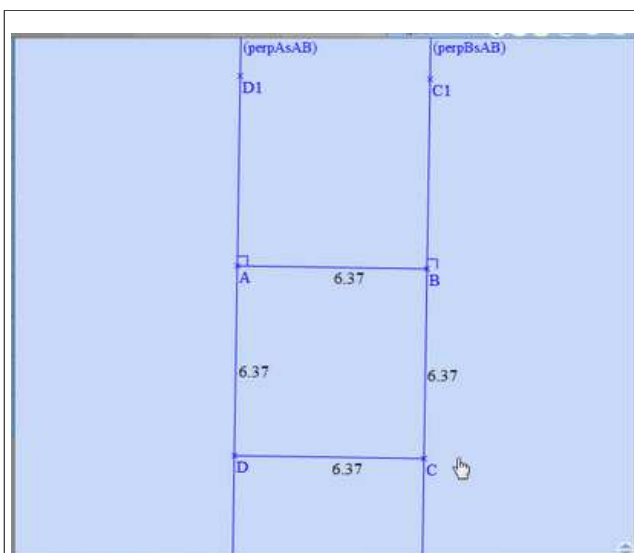 (perpAsAB) (perpBsAB)
D1 C1
A 6.37 B
6.37 6.37
D 6.37 C